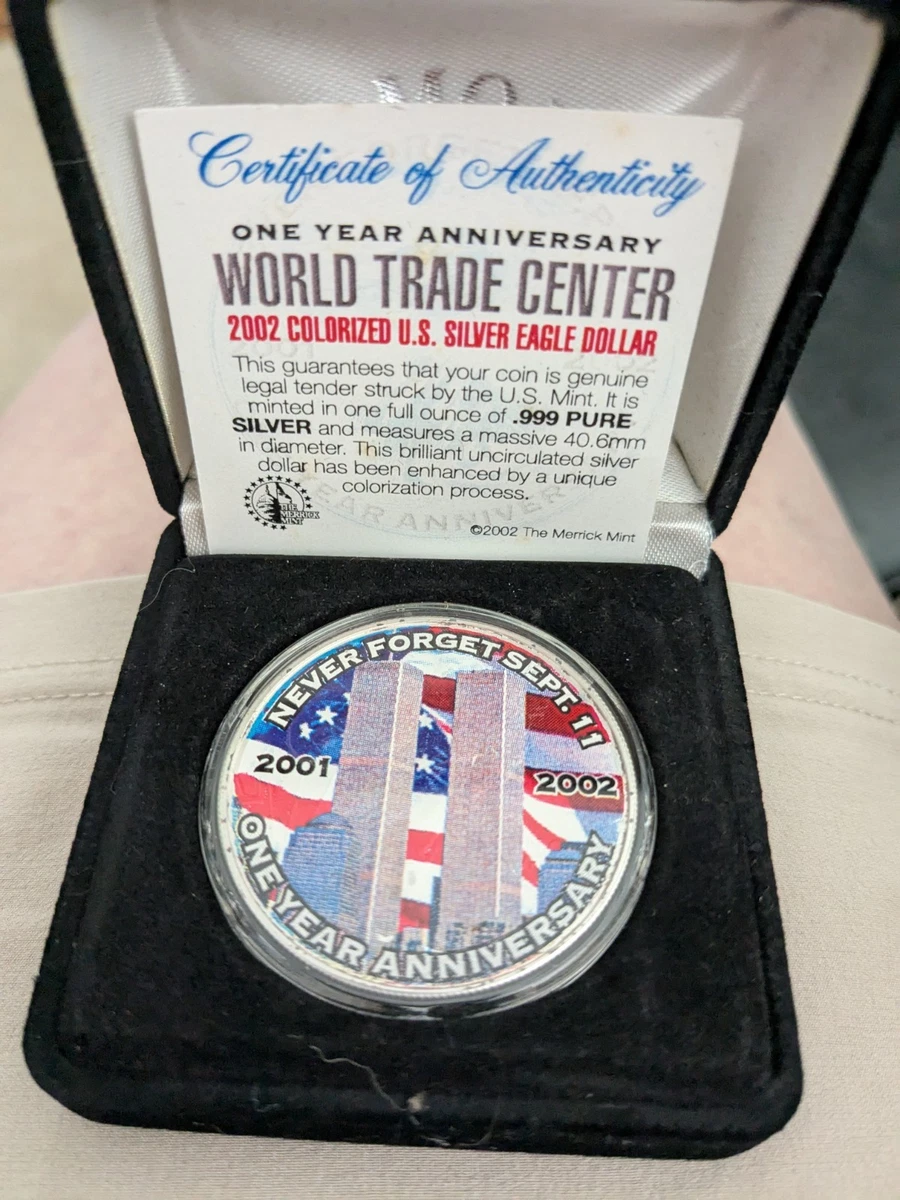 Certificate of Authenticity
ONE YEAR ANNIVERSARY
WORLD TRADE CENTER
2002 COLORIZED U.S. SILVER EAGLE DOLLAR
This guarantees that your coin is genuine
legal tender struck by the U.S. Mint. It is
minted in one full ounce of .999 PURE
SILVER and measures a massive 40.6mm
in diameter. This brilliant uncirculated silver
dollar has been enhanced by a unique
colorization process.
THE
MERRICK
MINT
©2002 The Merrick Mint
NEVER FORGET SEPT. 11
2001
2002
ONE YEAR ANNIVERSARY